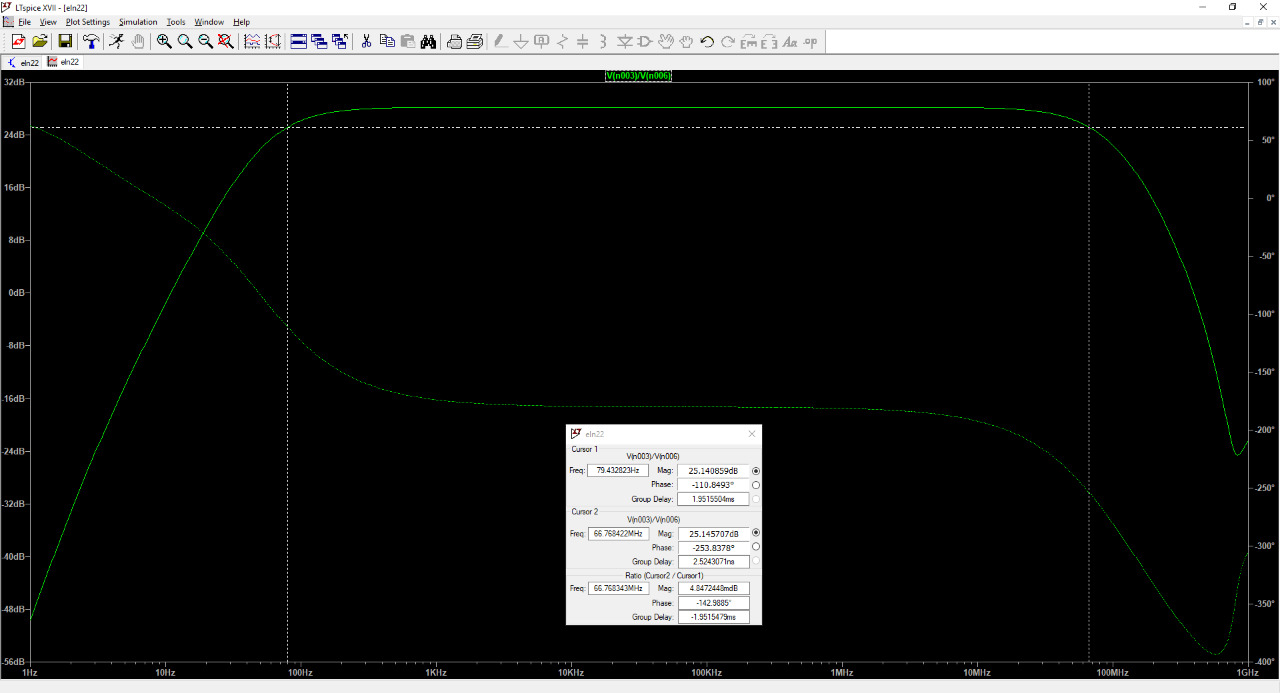 LTspice XVII - [eln22]
File View Plot Settings Simulation Tools Window Help
eln22 eln22
V(n003)/V(n006)
32dB 100°
24dB 50°
16dB 0°
8dB -50°
0dB -100°
-8dB -150°
-16dB -200°
-24dB -250°
-32dB -300°
-40dB -350°
-48dB -400°
-56dB
1Hz 10Hz 100Hz 1KHz 10KHz 100KHz 1MHz 10MHz 100MHz 1GHz
eln22
Cursor 1
V(n003)/V(n006)
Freq: 79.432823Hz Mag: 25.140859dB
Phase: -110.8493°
Group Delay: 1.9515504ms
Cursor 2
V(n003)/V(n006)
Freq: 66.768422MHz Mag: 25.145707dB
Phase: -253.8378°
Group Delay: 2.5243071ns
Ratio (Cursor2 / Cursor1)
Freq: 66.768343MHz Mag: 4.8472448mdB
Phase: -142.9885°
Group Delay: -1.9515479ms